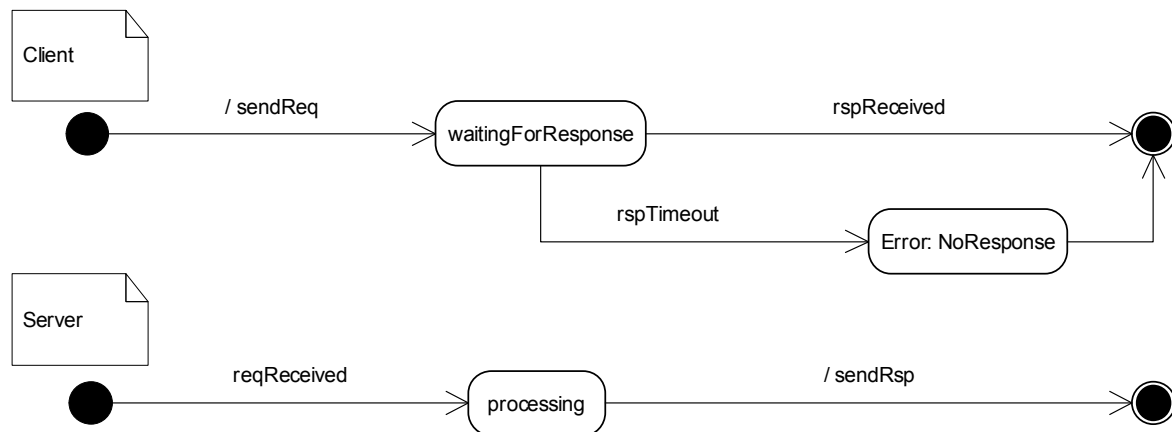 Client
/ sendReq
rspReceived
waitingForResponse
rspTimeout
Error: NoResponse
Server
reqReceived
/ sendRsp
processing